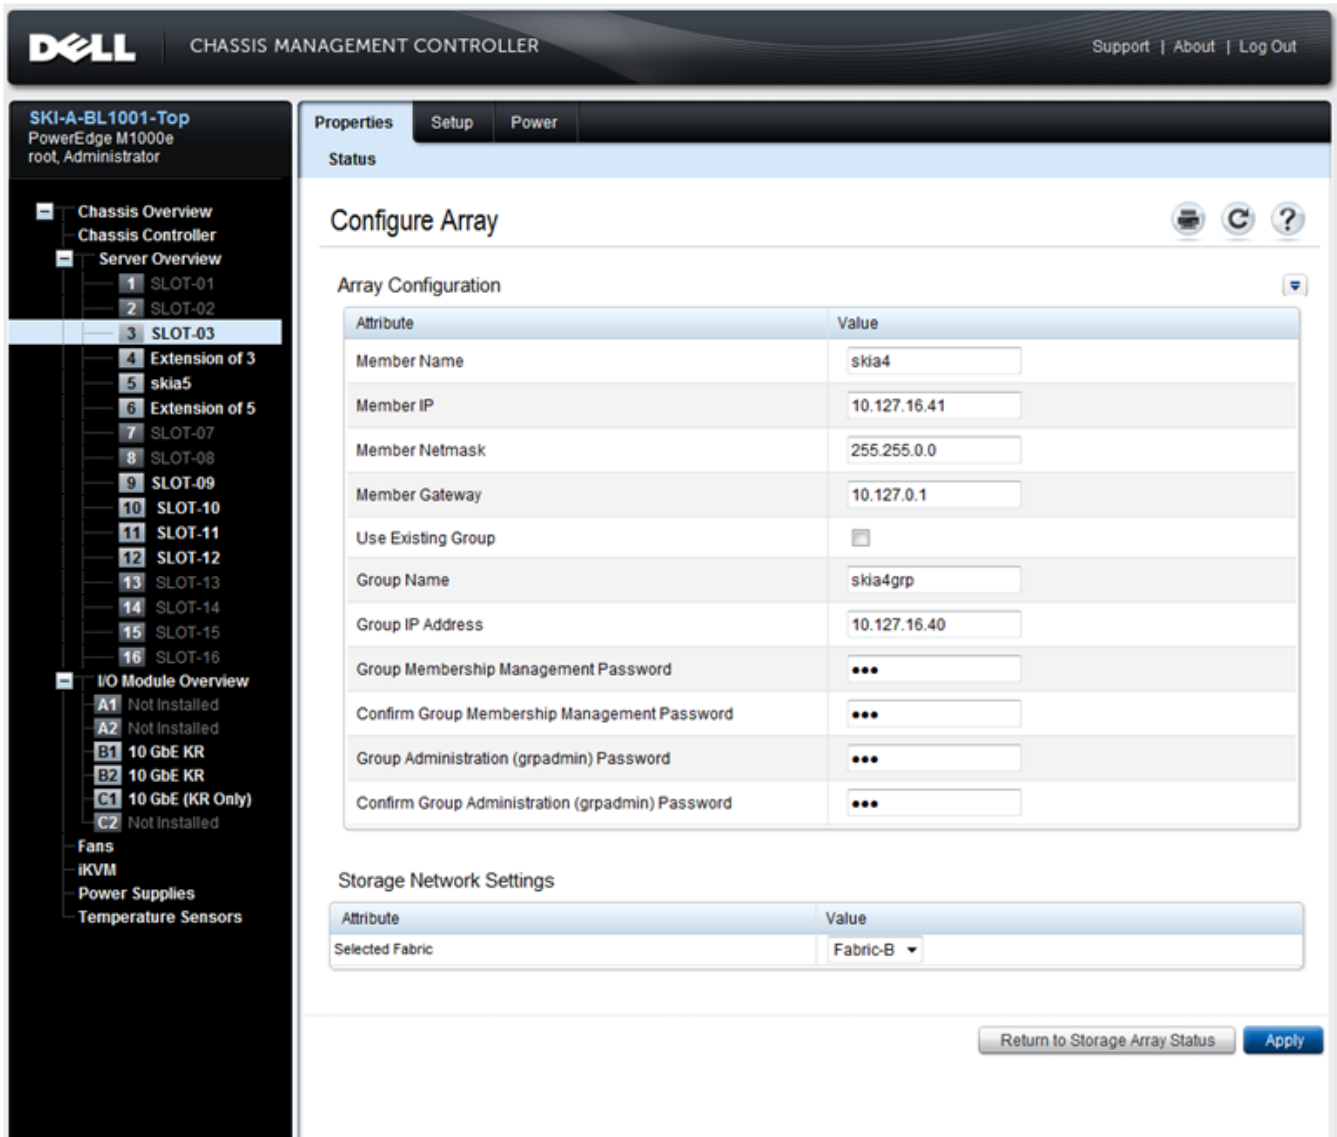 DELL CHASSIS MANAGEMENT CONTROLLER Support | About | Log Out
SKI-A-BL1001-Top
PowerEdge M1000e
root, Administrator
Chassis Overview
Chassis Controller
Server Overview
1 SLOT-01
2 SLOT-02
3 SLOT-03
4 Extension of 3
5 skia5
6 Extension of 5
7 SLOT-07
8 SLOT-08
9 SLOT-09
10 SLOT-10
11 SLOT-11
12 SLOT-12
13 SLOT-13
14 SLOT-14
15 SLOT-15
16 SLOT-16
I/O Module Overview
A1 Not Installed
A2 Not Installed
B1 10 GbE KR
B2 10 GbE KR
C1 10 GbE (KR Only)
C2 Not Installed
Fans
iKVM
Power Supplies
Temperature Sensors
Properties Setup Power
Status
Configure Array
Array Configuration
Attribute Value
Member Name skia4
Member IP 10.127.16.41
Member Netmask 255.255.0.0
Member Gateway 10.127.0.1
Use Existing Group
Group Name skia4grp
Group IP Address 10.127.16.40
Group Membership Management Password •••
Confirm Group Membership Management Password •••
Group Administration (grpadmin) Password •••
Confirm Group Administration (grpadmin) Password •••
Storage Network Settings
Attribute Value
Selected Fabric Fabric-B
Return to Storage Array Status Apply